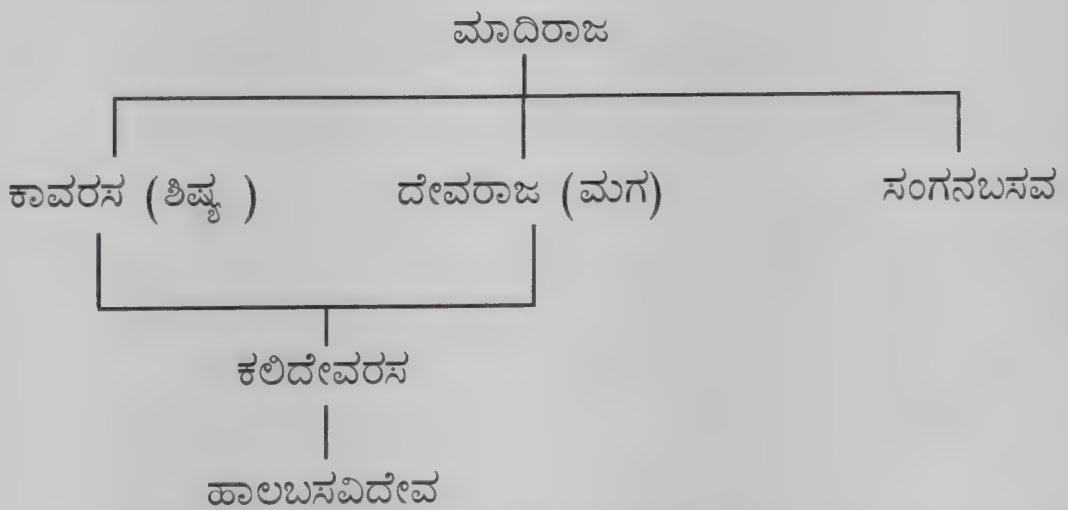 ಮಾದಿರಾಜ
ಕಾವರಸ (ಶಿಷ್ಯ ) ದೇವರಾಜ (ಮಗ) ಸಂಗನಬಸವ
ಕಲಿದೇವರಸ
ಹಾಲಬಸವಿದೇವ